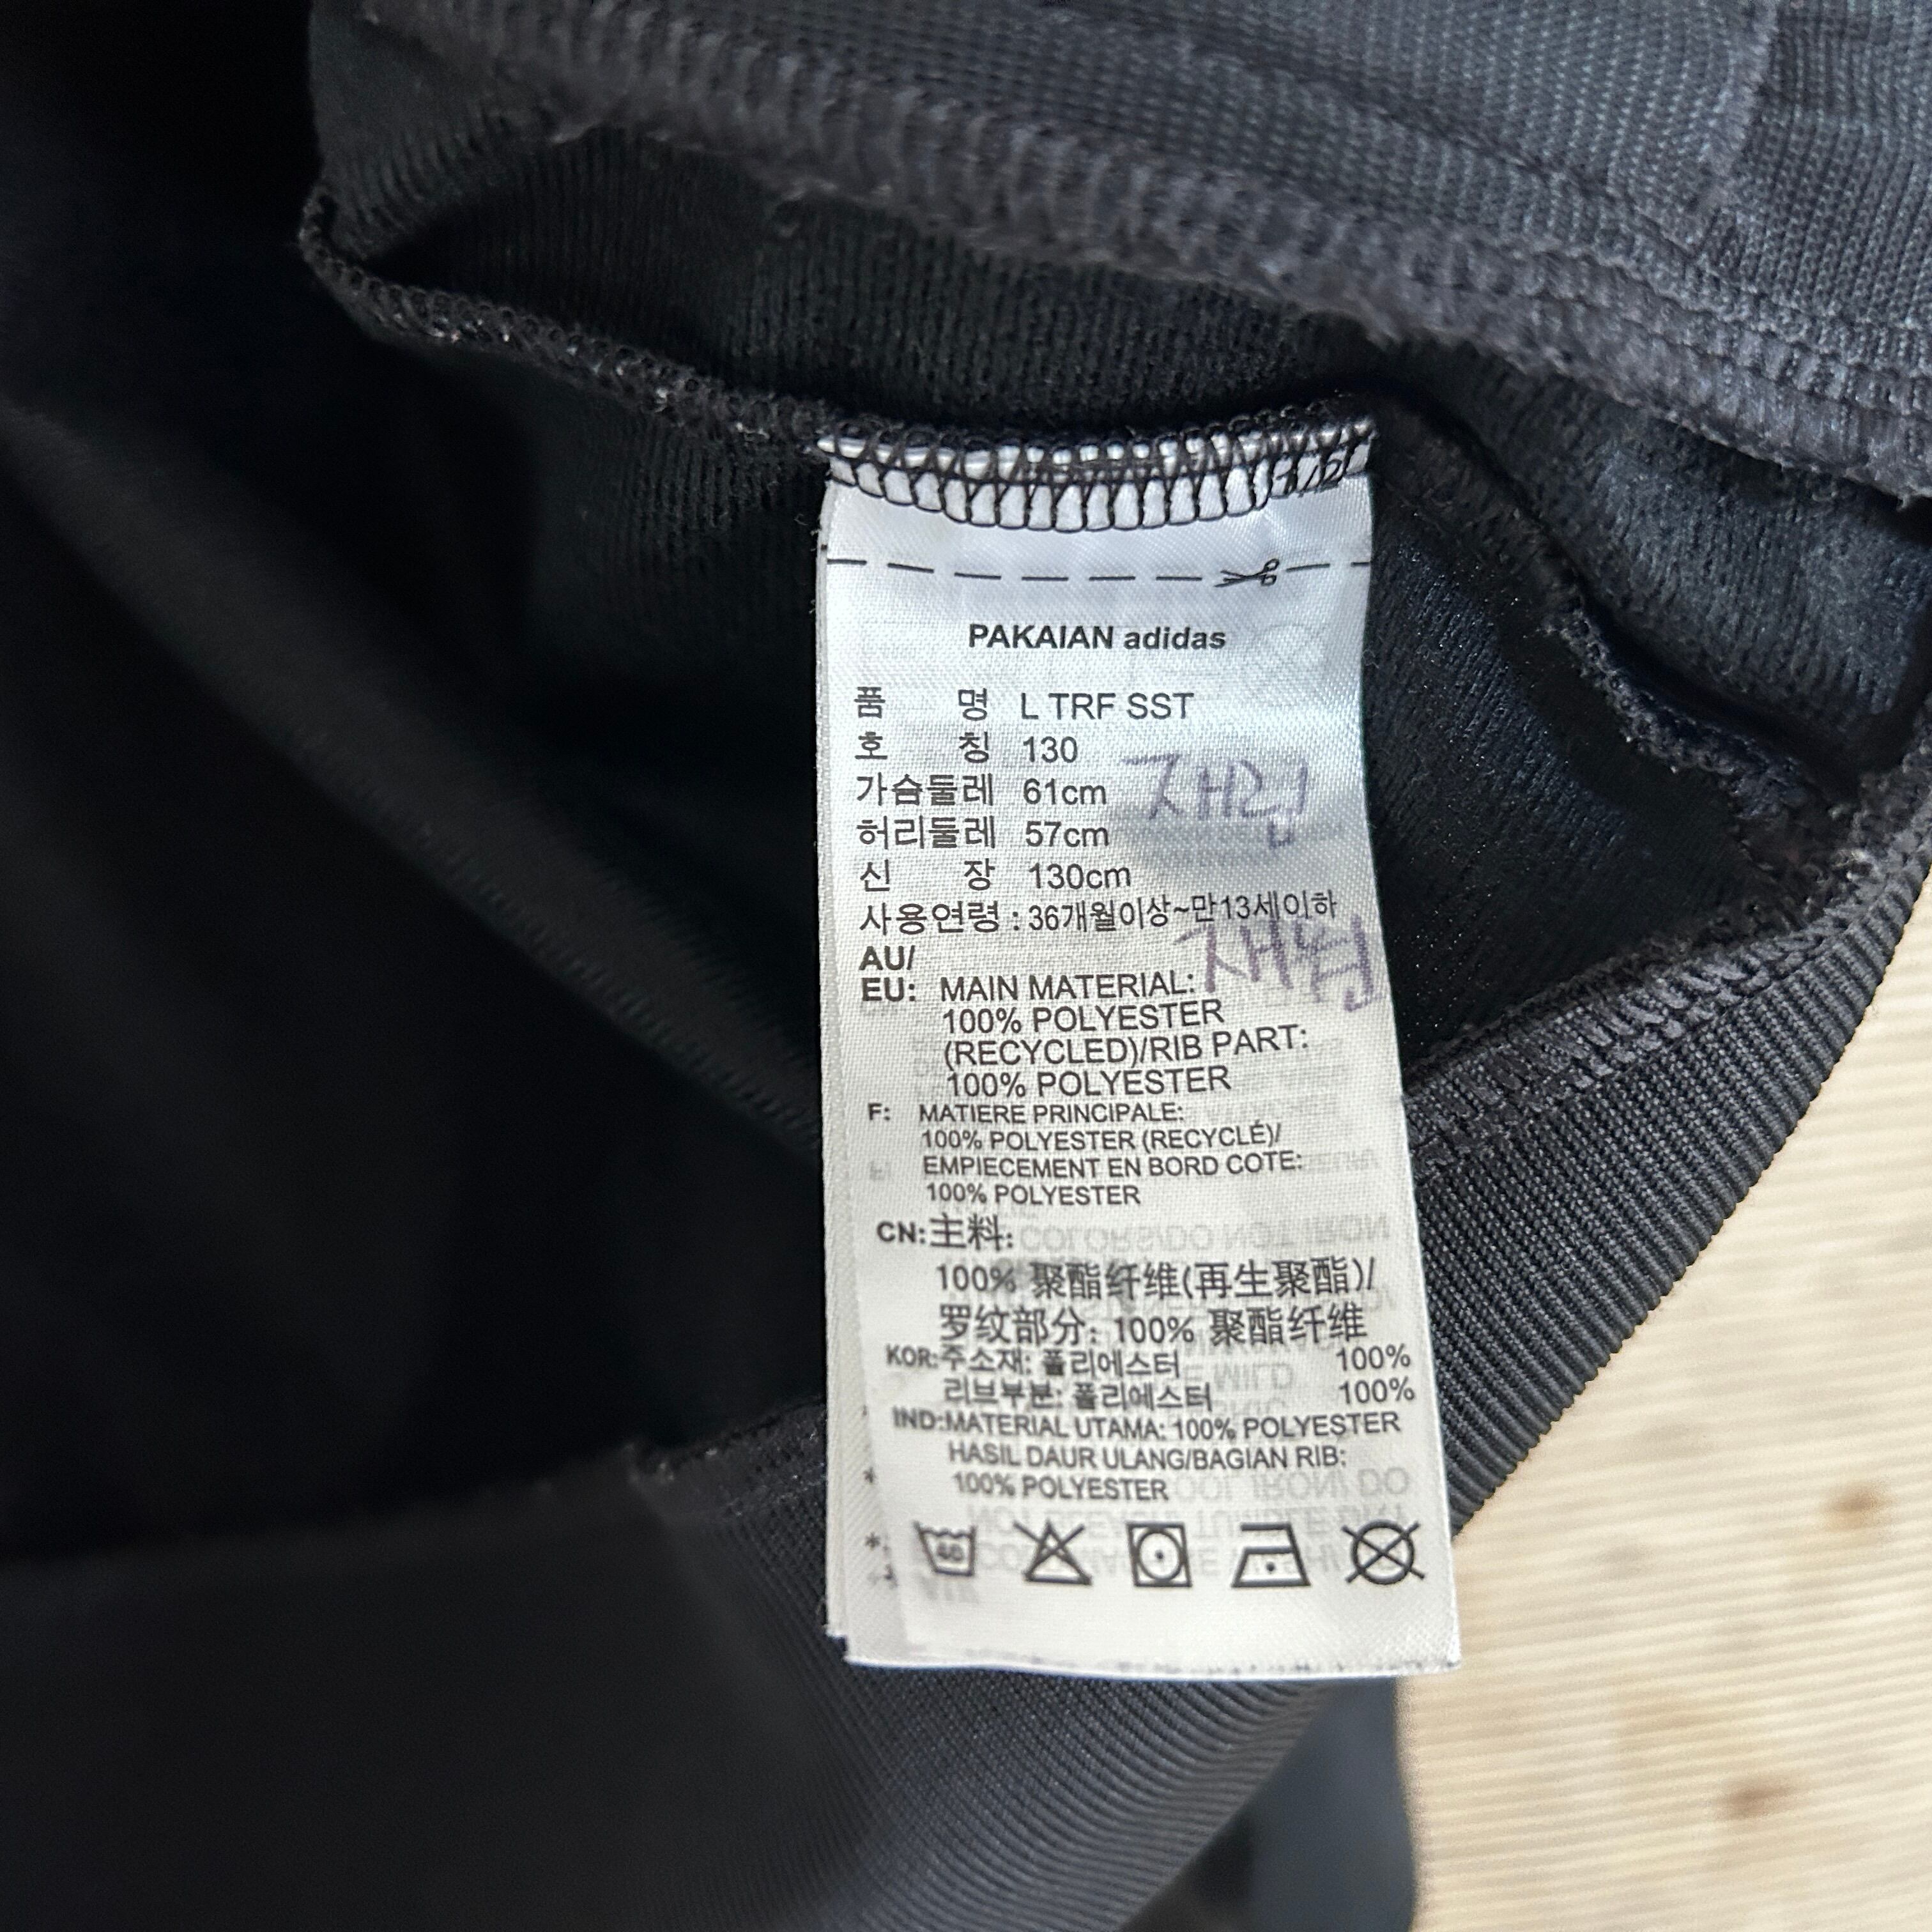 PAKAIAN adidas
품 명 L TRF SST
호 칭 130
가슴둘레 61cm
허리둘레 57cm
신 장 130cm
사용연령 : 36개월이상~만13세이하
AU/
EU: MAIN MATERIAL:
100% POLYESTER
(RECYCLED)/RIB PART:
100% POLYESTER
F: MATIERE PRINCIPALE:
100% POLYESTER (RECYCLÉ)/
EMPIECEMENT EN BORD COTE:
100% POLYESTER
CN:主料:
100% 聚酯纤维(再生聚酯)/
罗纹部分: 100% 聚酯纤维
KOR:주소재: 폴리에스터 100%
리브부분: 폴리에스터 100%
IND:MATERIAL UTAMA: 100% POLYESTER
HASIL DAUR ULANG/BAGIAN RIB:
100% POLYESTER
40